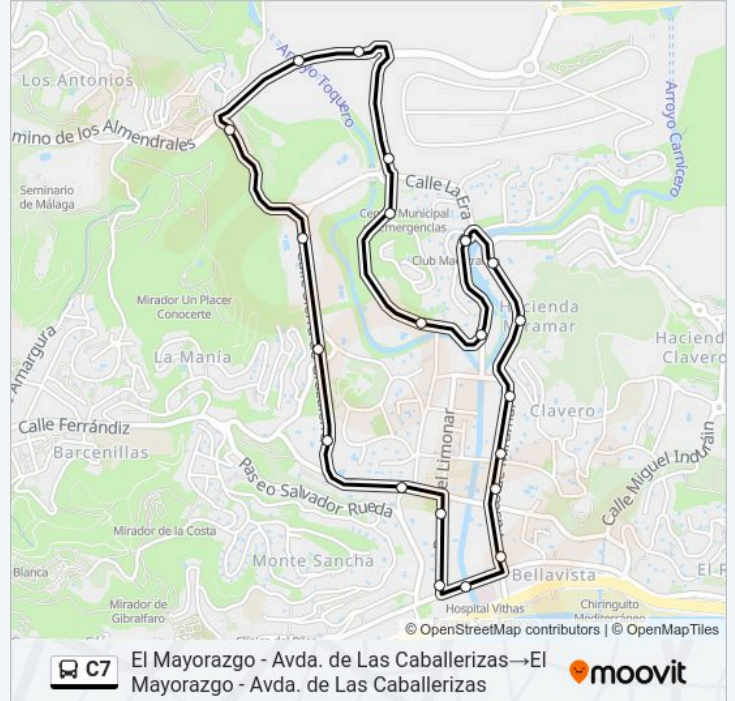 Los Antonios
Arroyo Toquero
Arroyo Carnicero
mino de los Almendrales
Calle La Era
Seminario
de Málaga
Municipal
Emergencias
Club
Mirador Un Placer
Conocerte
Hacienda
Miramar
La Manía
Haciend
Clavero
Amargura
Clavero
Calle Ferrándiz
Barcenillas
el Limonar
Calle Miguel Induráin
Paseo Salvador Rueda
Mirador de la Costa
Monte Sancha
Blanca
Bellavista
El R
Mirador de
Gibralfaro
Hospital Vithas
Chiringuito
Mediterráneo
© OpenStreetMap contributors | © OpenMapTiles
C7
El Mayorazgo - Avda. de Las Caballerizas→El
Mayorazgo - Avda. de Las Caballerizas
moovit